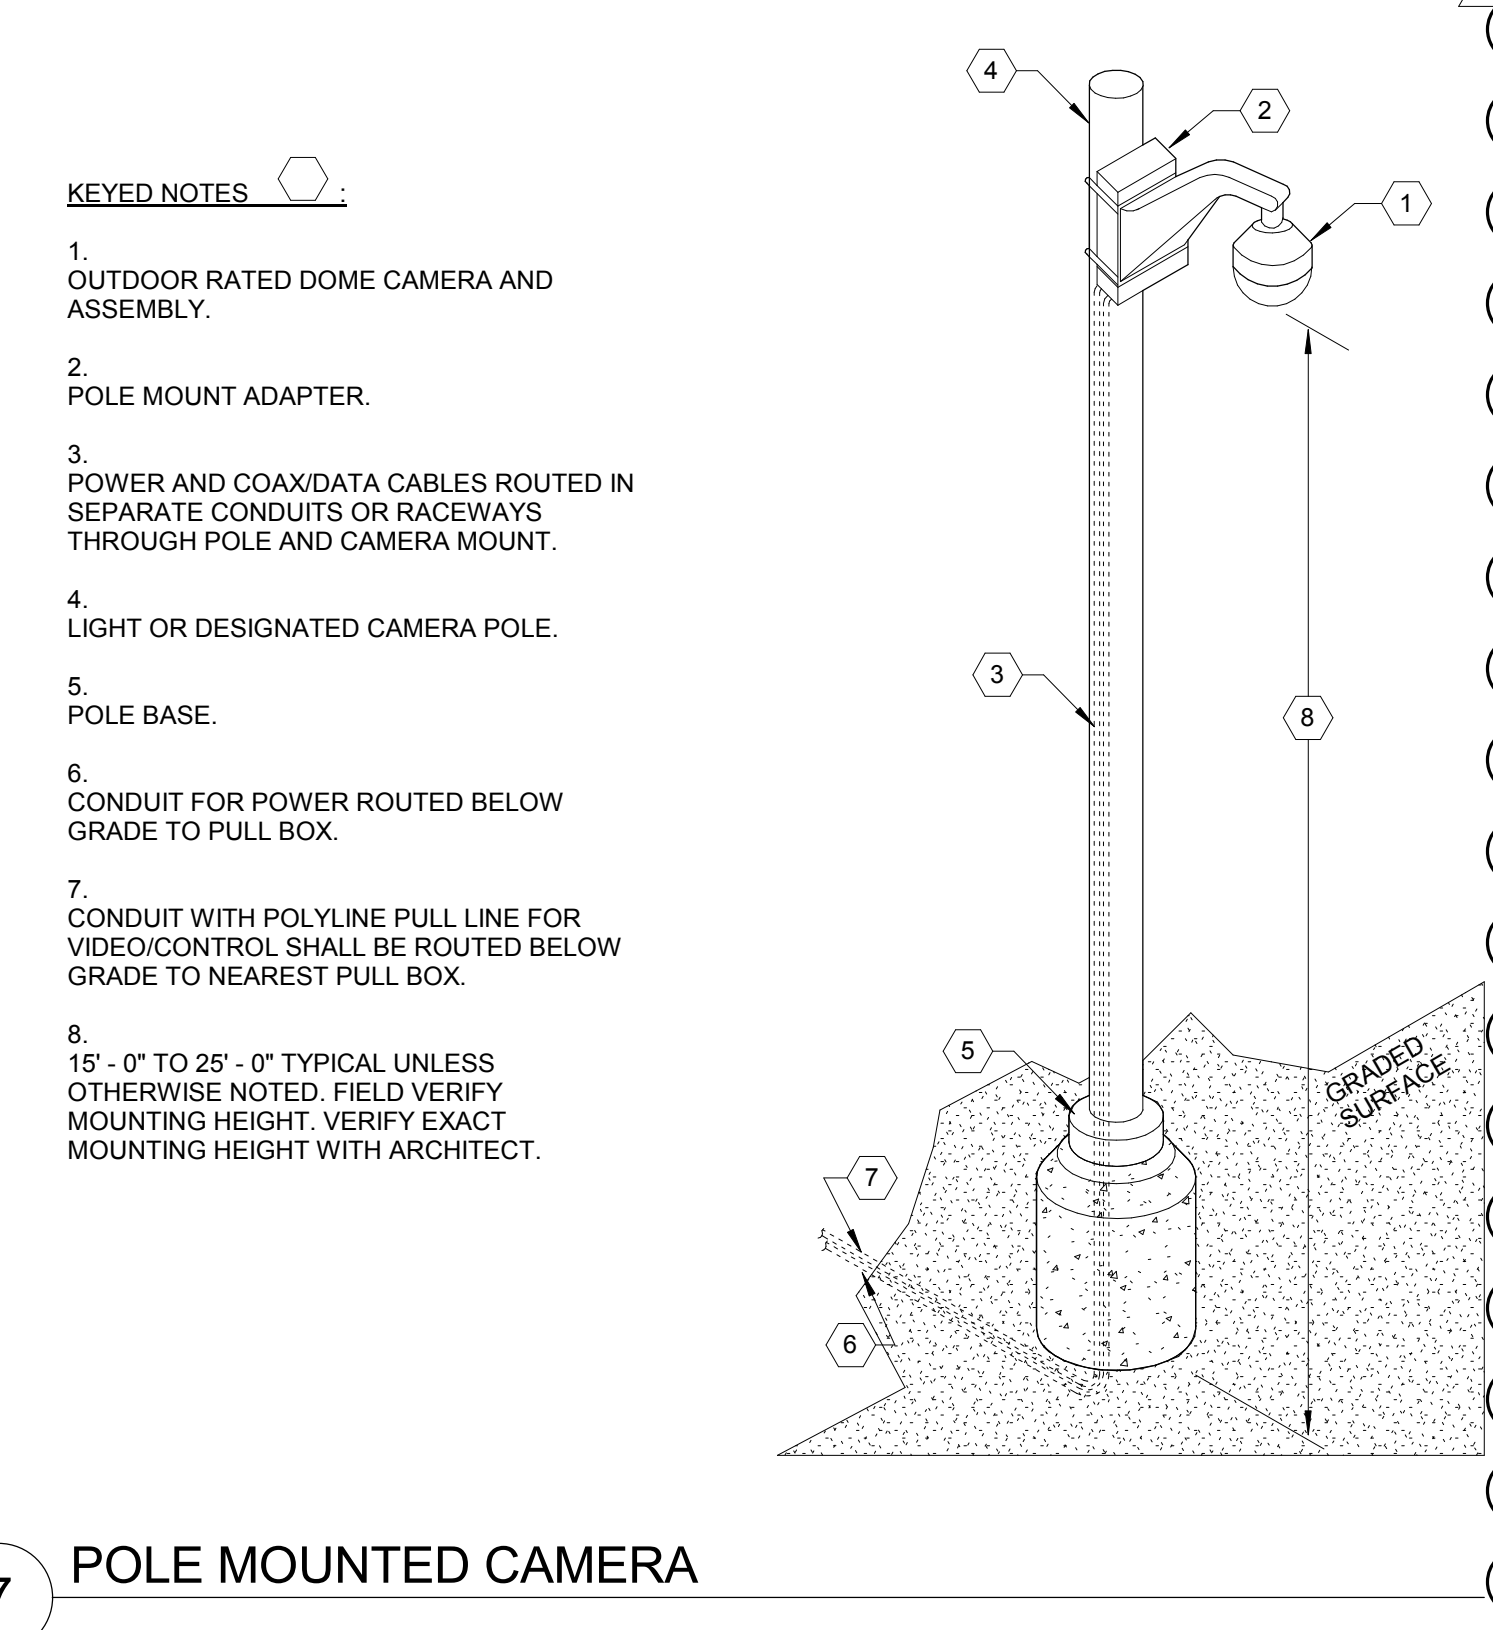 KEYED NOTES :
1.
OUTDOOR RATED DOME CAMERA AND
ASSEMBLY.
2.
POLE MOUNT ADAPTER.
3.
POWER AND COAX/DATA CABLES ROUTED IN
SEPARATE CONDUITS OR RACEWAYS
THROUGH POLE AND CAMERA MOUNT.
4.
LIGHT OR DESIGNATED CAMERA POLE.
5.
POLE BASE.
6.
CONDUIT FOR POWER ROUTED BELOW
GRADE TO PULL BOX.
7.
CONDUIT WITH POLYLINE PULL LINE FOR
VIDEO/CONTROL SHALL BE ROUTED BELOW
GRADE TO NEAREST PULL BOX.
8.
15' - 0" TO 25' - 0" TYPICAL UNLESS
OTHERWISE NOTED. FIELD VERIFY
MOUNTING HEIGHT. VERIFY EXACT
MOUNTING HEIGHT WITH ARCHITECT.
4
2
1
3
8
5
GRADED
SURFACE
7
6
POLE MOUNTED CAMERA